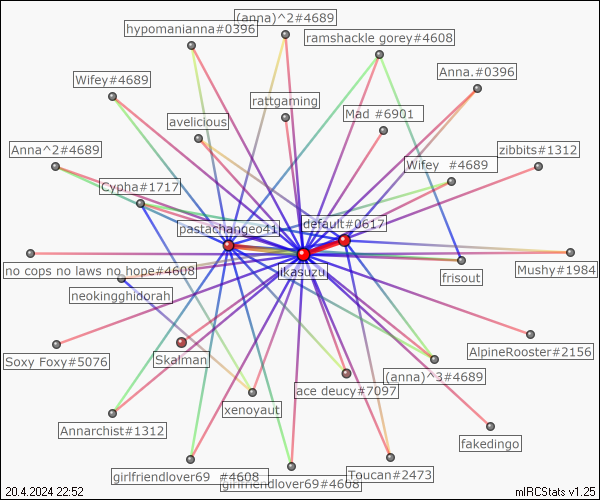 (anna)^2#4689
hypomanianna#0396
ramshackle gorey#4608
Anna.#0396
Wifey#4689
rattgaming
Mad #6901
avelicious
Anna^2#4689
zibbits#1312
Wifey #4689
Cypha#1717
default#0617
pastachangeo41
jkasuzu
no cops no laws no hope#4608
frisout
Mushy#1984
neokingghidorah
AlpineRooster#2156
Skalman
Soxy Foxy#5076
(anna)^3#4689
ace deucy#7097
xenoyaut
Annarchist#1312
fakedingo
girlfriendlover69 #4608
Toucan#2473
girlfriendlover69#4608
20.4.2024 22:52
mIRCStats v1.25